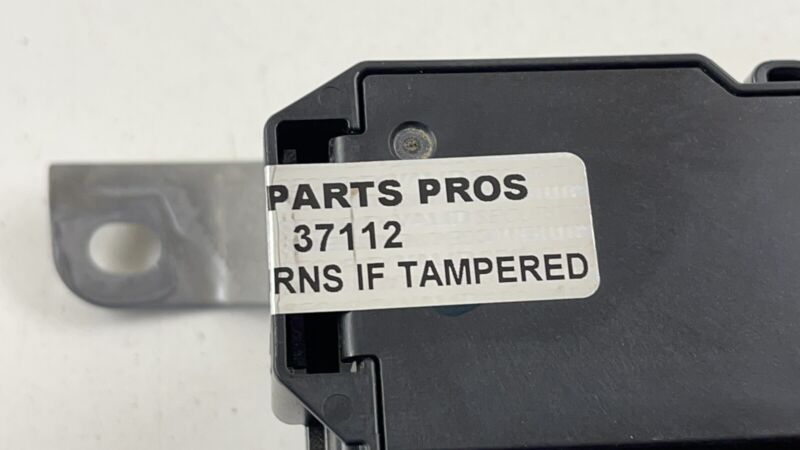 PARTS PROS
37112
RNS IF TAMPERED